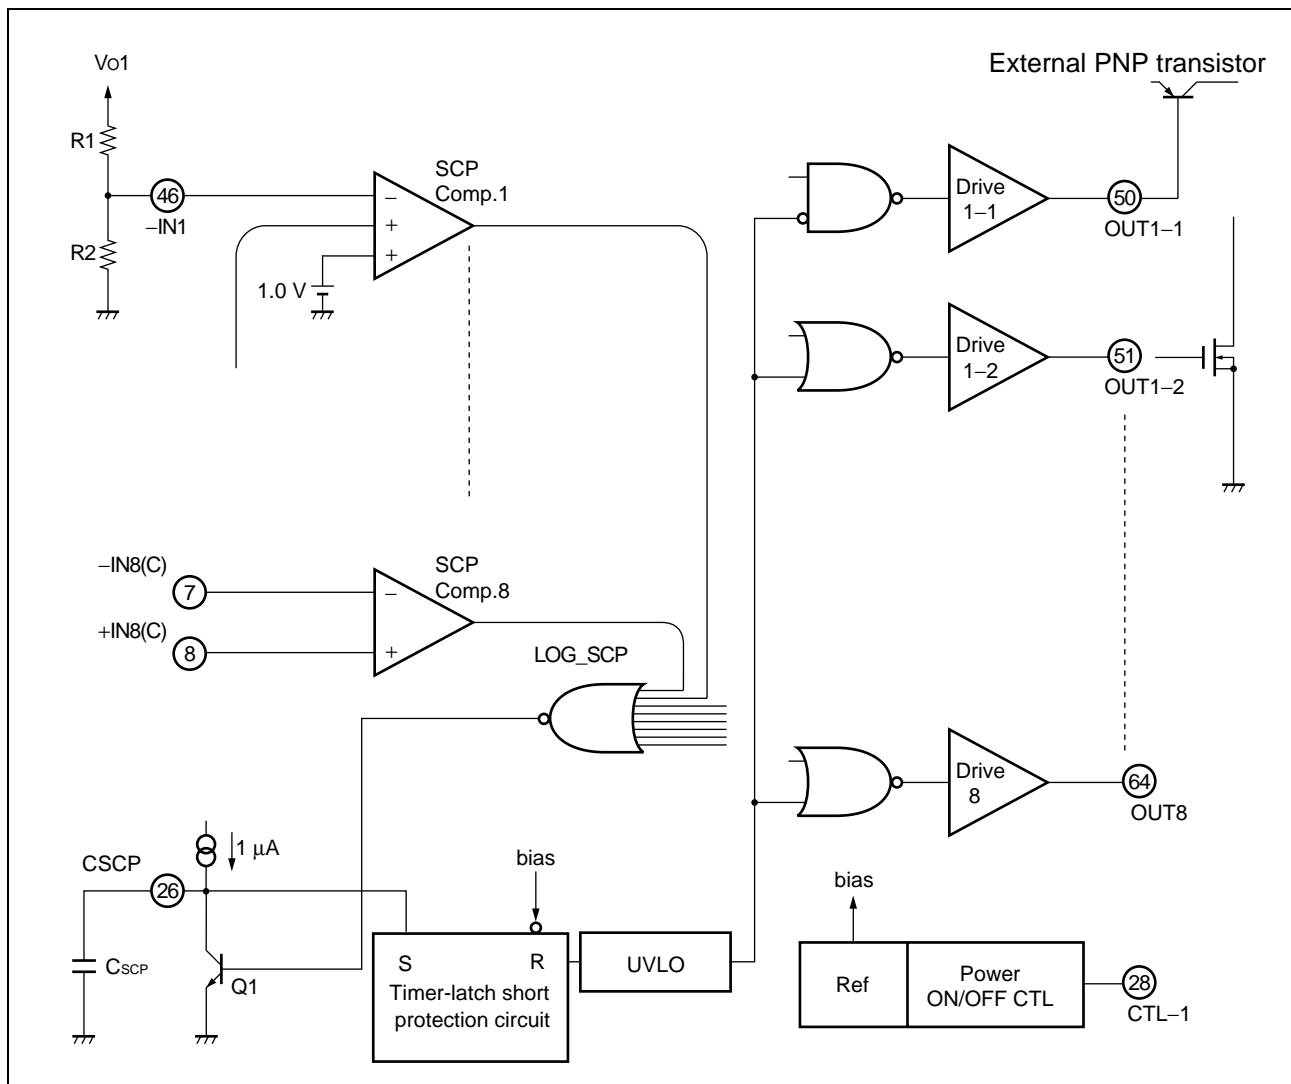 Vo1
External PNP transistor
R1
SCP
Comp.1
46
−IN1
−
+
+
R2
1.0 V
Drive
1−1
50
OUT1−1
Drive
1−2
51
OUT1−2
−IN8(C)
7
+IN8(C)
8
SCP
Comp.8
−
+
LOG_SCP
Drive
8
64
OUT8
1 µA
CSCP
26
CSCP
Q1
bias
S
R
Timer-latch short
protection circuit
UVLO
bias
Ref
Power
ON/OFF CTL
28
CTL−1